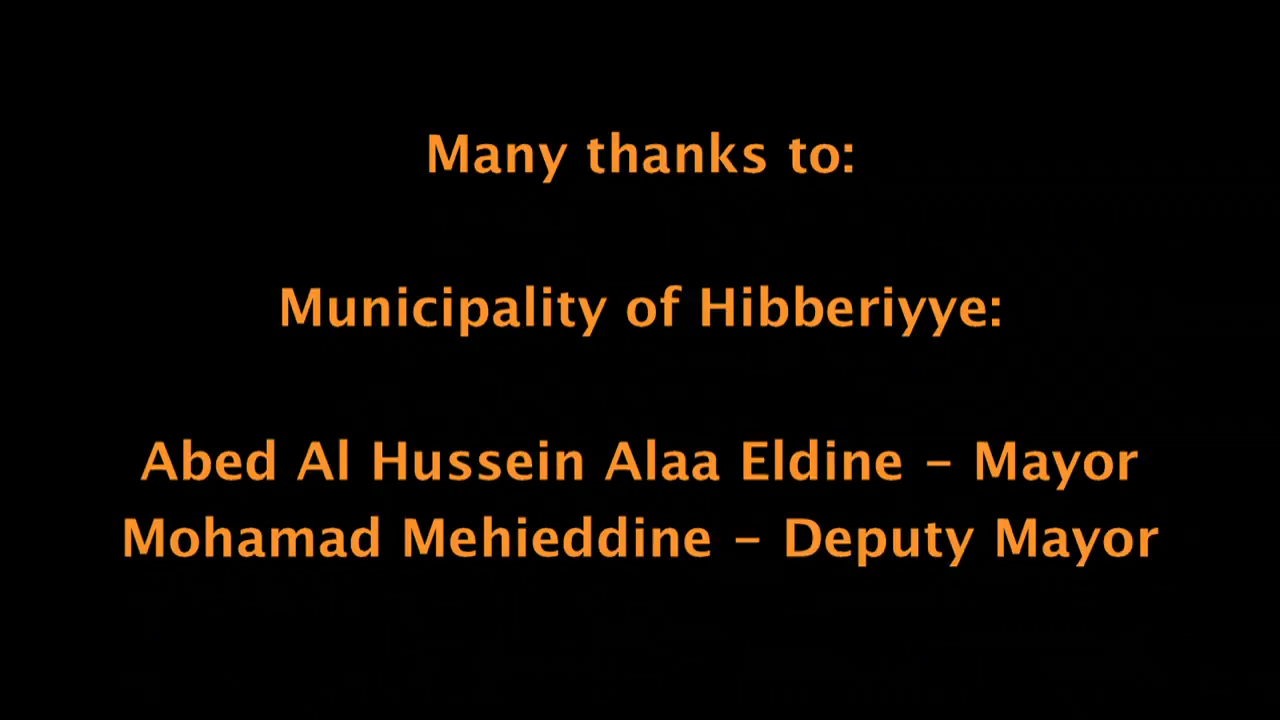 Many thanks to:
Municipality of Hibberiyye:
Abed Al Hussein Alaa Eldine – Mayor
Mohamad Mehieddine – Deputy Mayor